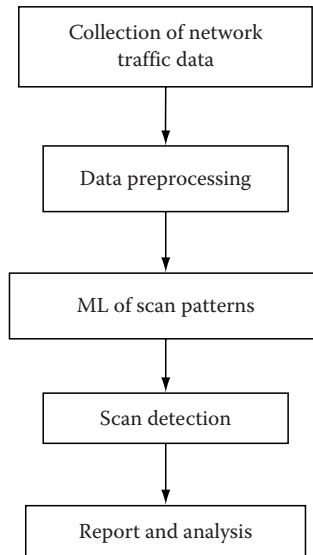 Collection of network
traffic data
Data preprocessing
ML of scan patterns
Scan detection
Report and analysis